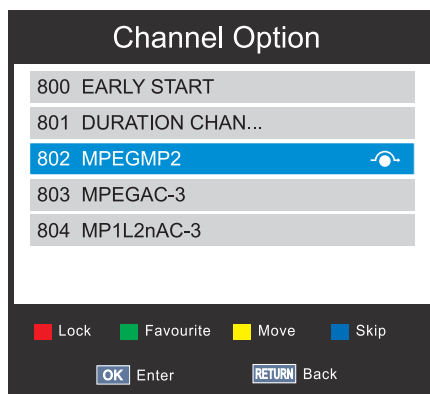 Channel Option
800 EARLY START
801 DURATION CHAN...
802 MPEGMP2
803 MPEGAC-3
804 MP1L2nAC-3
Lock Favourite Move Skip
OK Enter RETURN Back